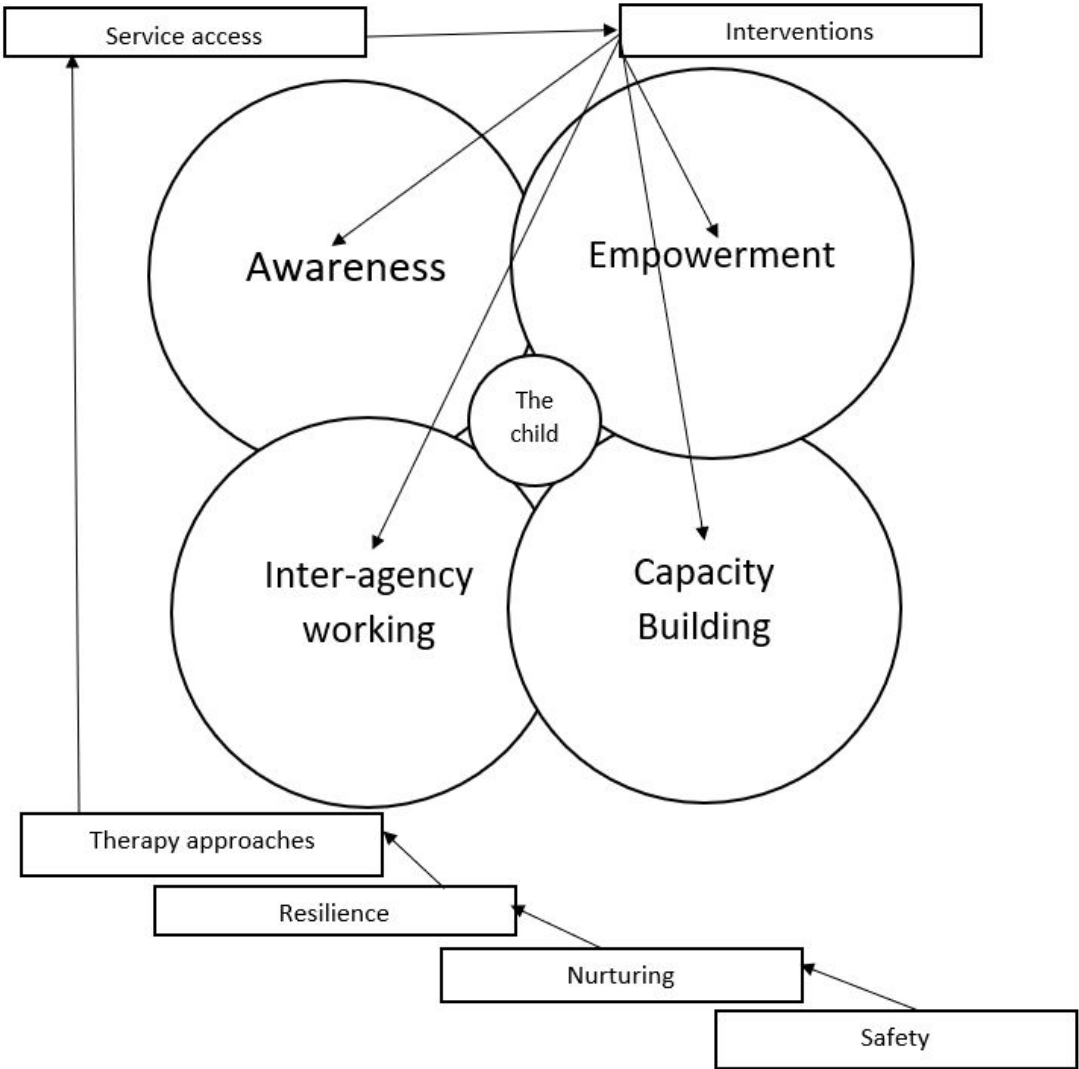 Service access
Interventions
Awareness
Empowerment
The
child
Inter-agency
working
Capacity
Building
Therapy approaches
Resilience
Nurturing
Safety